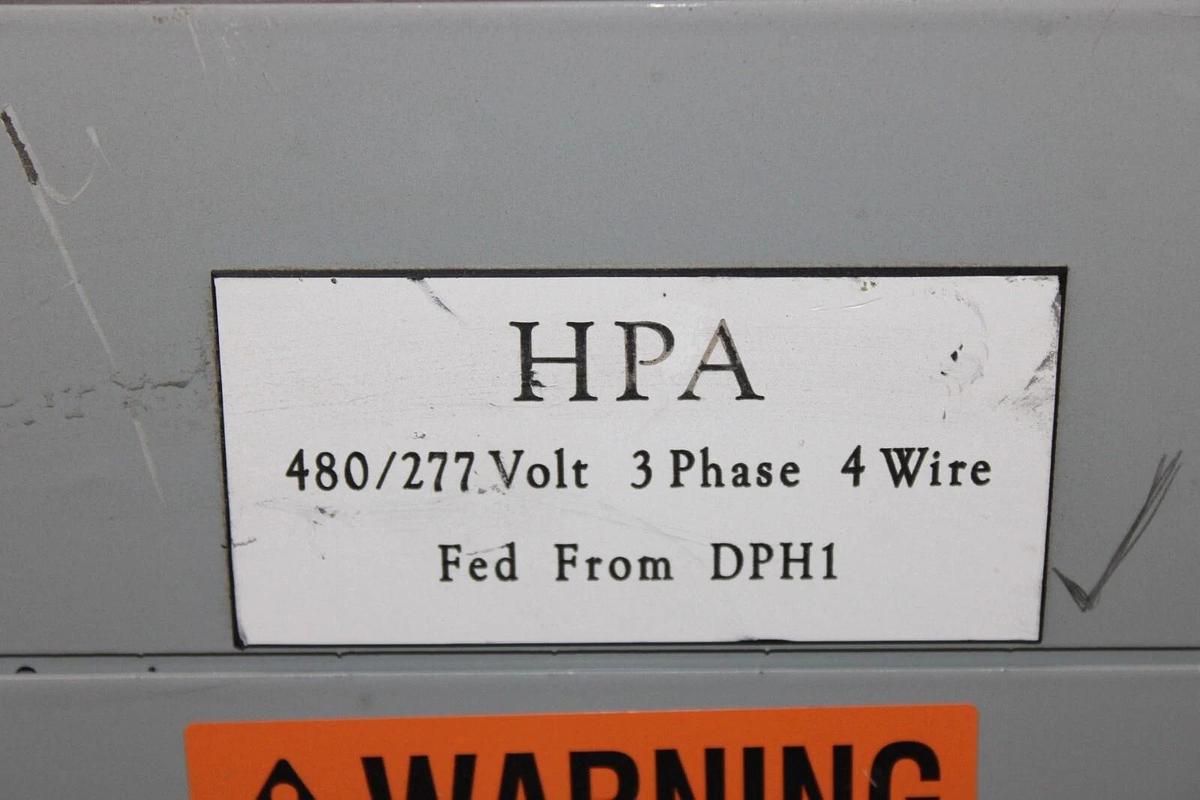 HPA
480/277 Volt 3 Phase 4 Wire
Fed From DPH1
WARNING